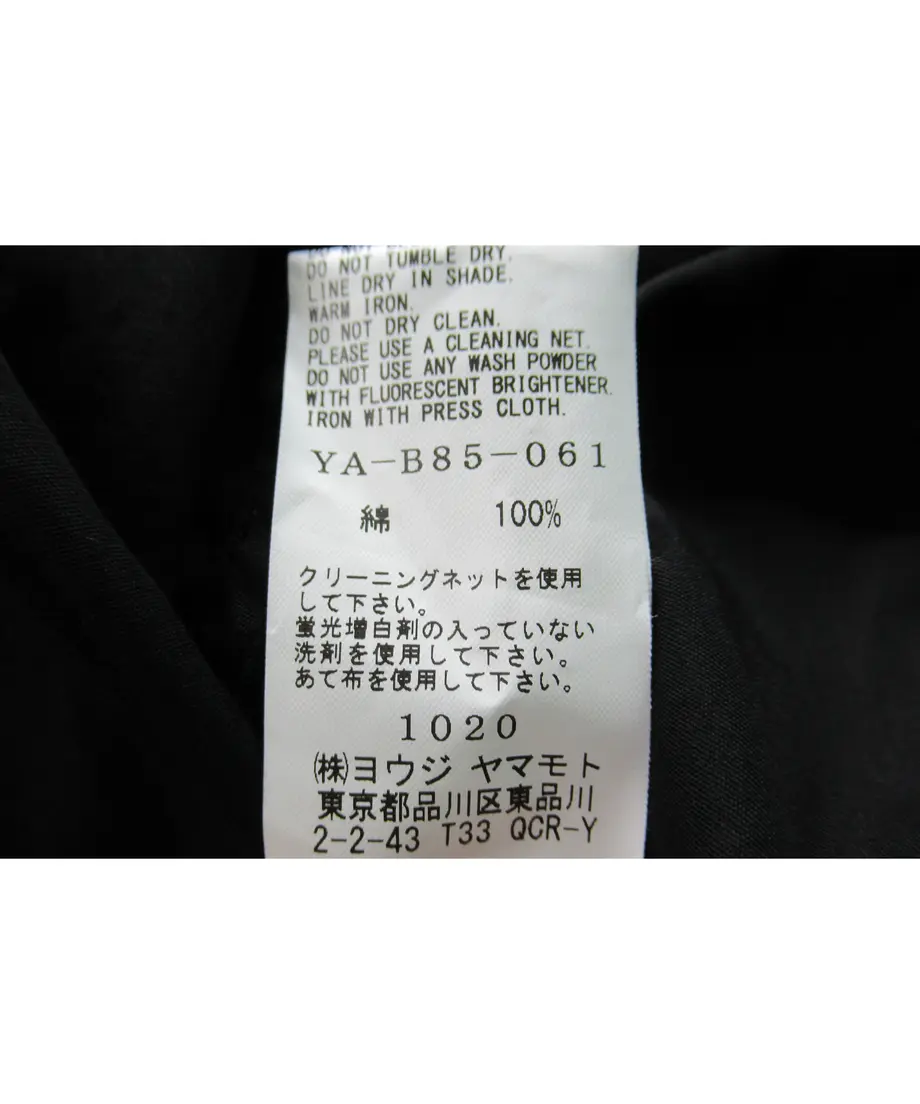 DO NOT TUMBLE DRY.
LINE DRY IN SHADE.
WARM IRON.
DO NOT DRY CLEAN.
PLEASE USE A CLEANING NET.
DO NOT USE ANY WASH POWDER
WITH FLUORESCENT BRIGHTENER.
IRON WITH PRESS CLOTH.
YA-B85-061
綿 100%
クリーニングネットを使用
して下さい。
蛍光増白剤の入っていない
洗剤を使用して下さい。
あて布を使用して下さい。
1020
㈱ヨウジ ヤマモト
東京都品川区東品川
2-2-43 T33 QCR-Y